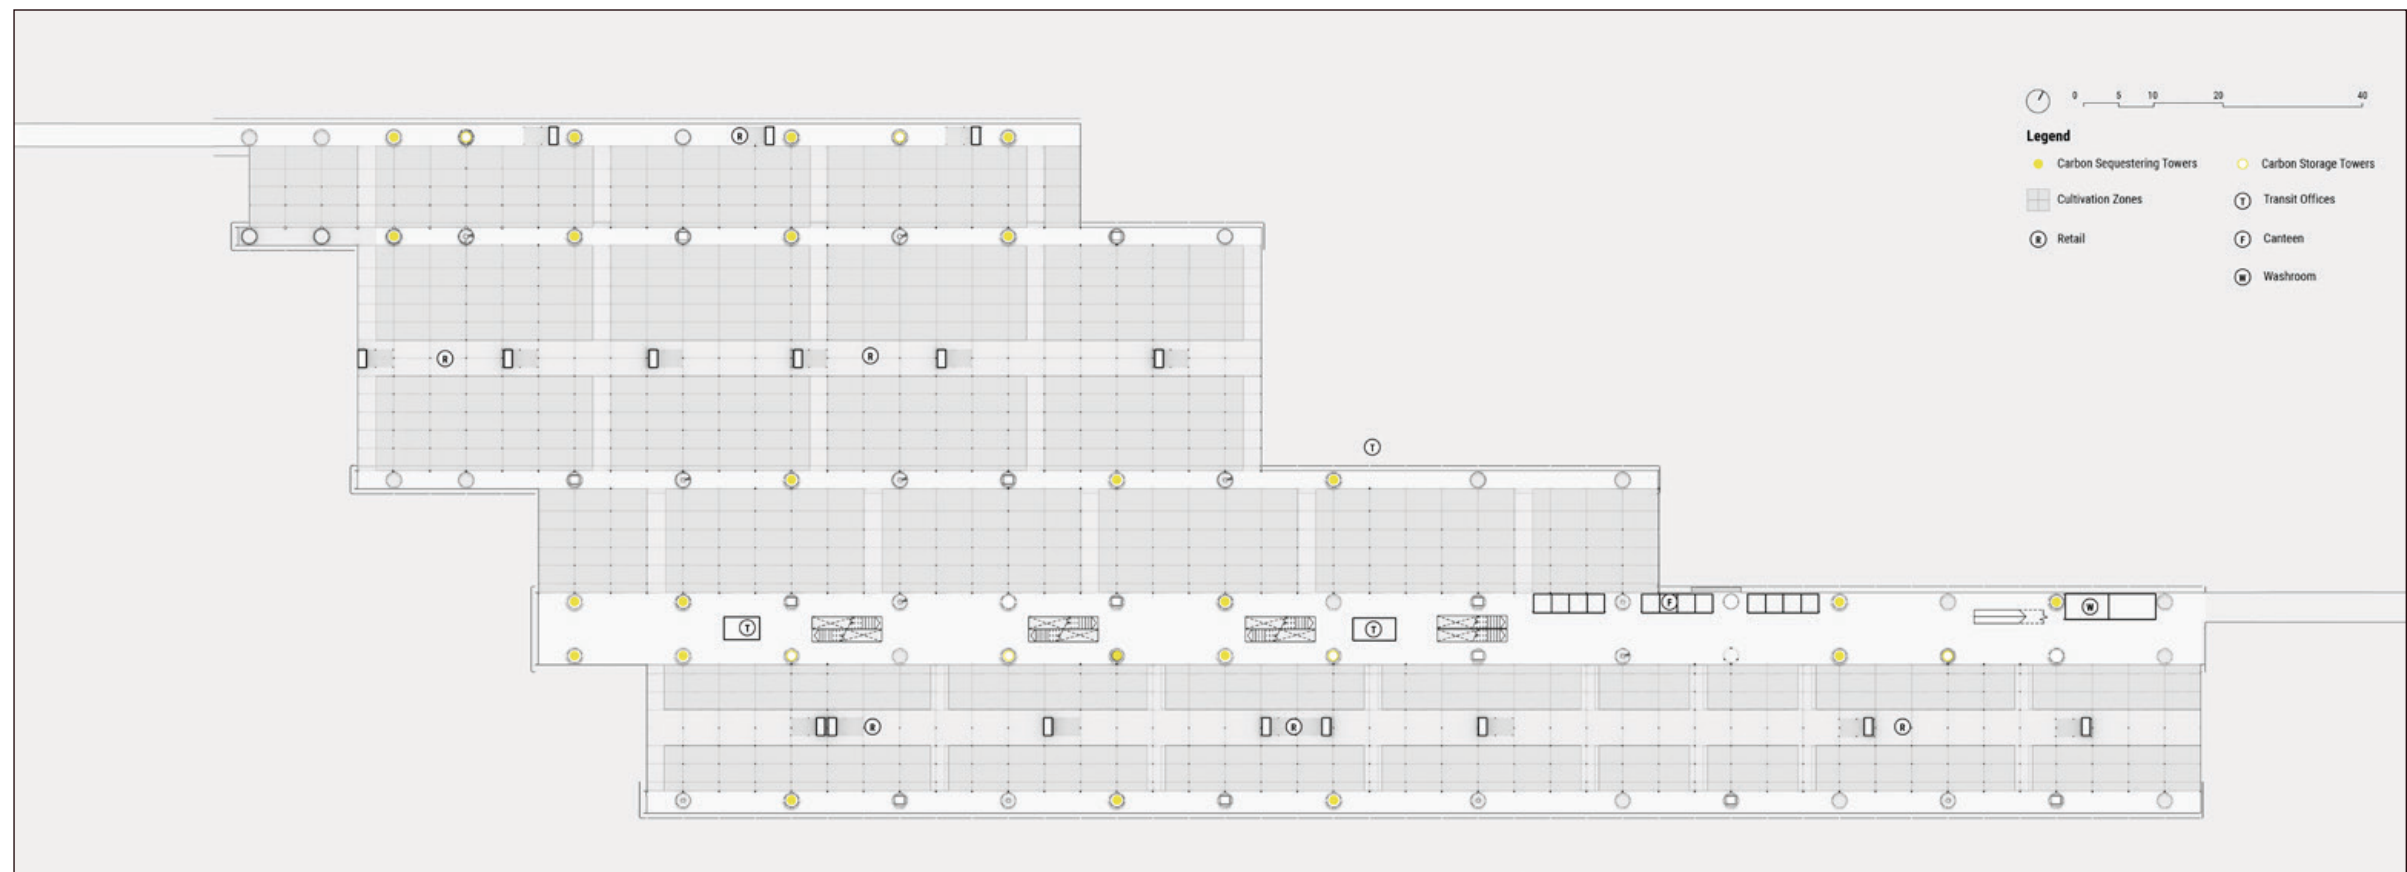 0 5 10 20 40
Legend
Carbon Sequestering Towers
Carbon Storage Towers
Cultivation Zones
T Transit Offices
R Retail
F Canteen
W Washroom
R
R
R
T
T
F
W
T
R
R
R